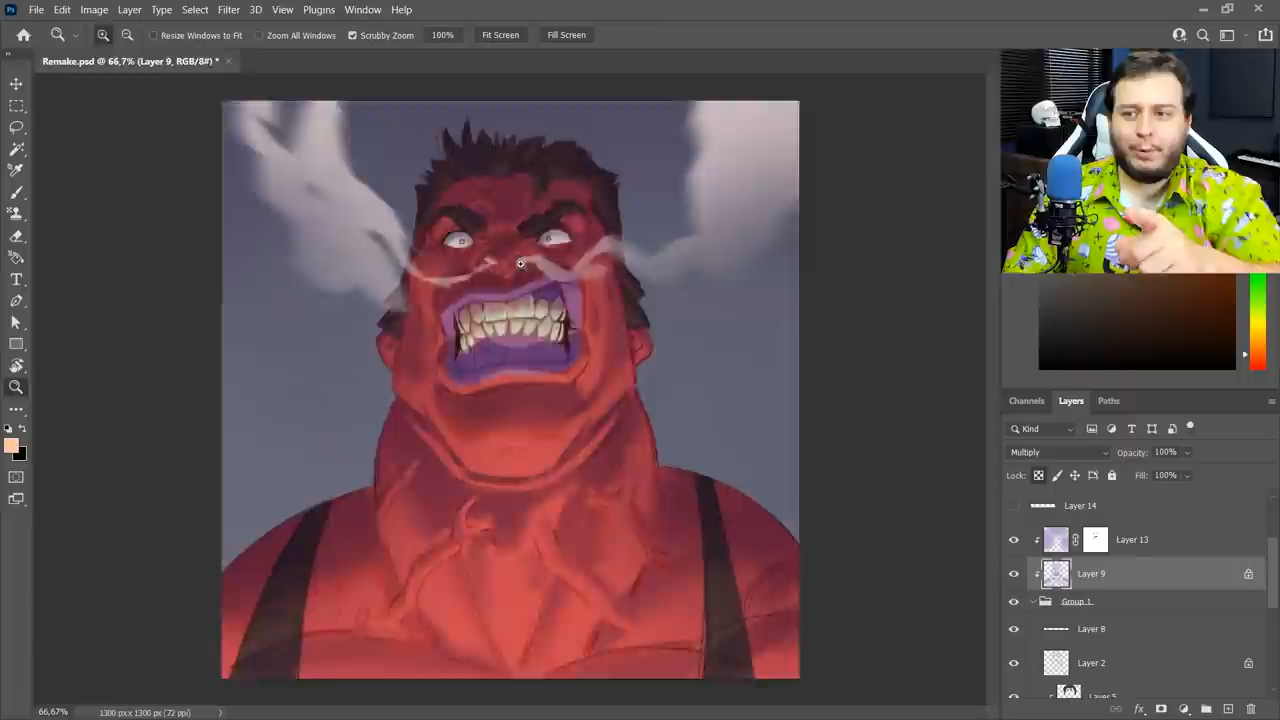 Ps File Edit Image Layer Type Select Filter 3D View Plugins Window Help
Resize Windows to Fit Zoom All Windows Scrubby Zoom 100% Fit Screen Fill Screen
Remake.psd @ 66,7% (Layer 9, RGB/8#) *
Channels Layers Paths
Kind
Multiply Opacity: 100%
Lock: Fill: 100%
Layer 14
Layer 13
Layer 9
Group 1
Layer 8
Layer 2
Layer 5
66,67% 1300 px x 1300 px (72 ppi)